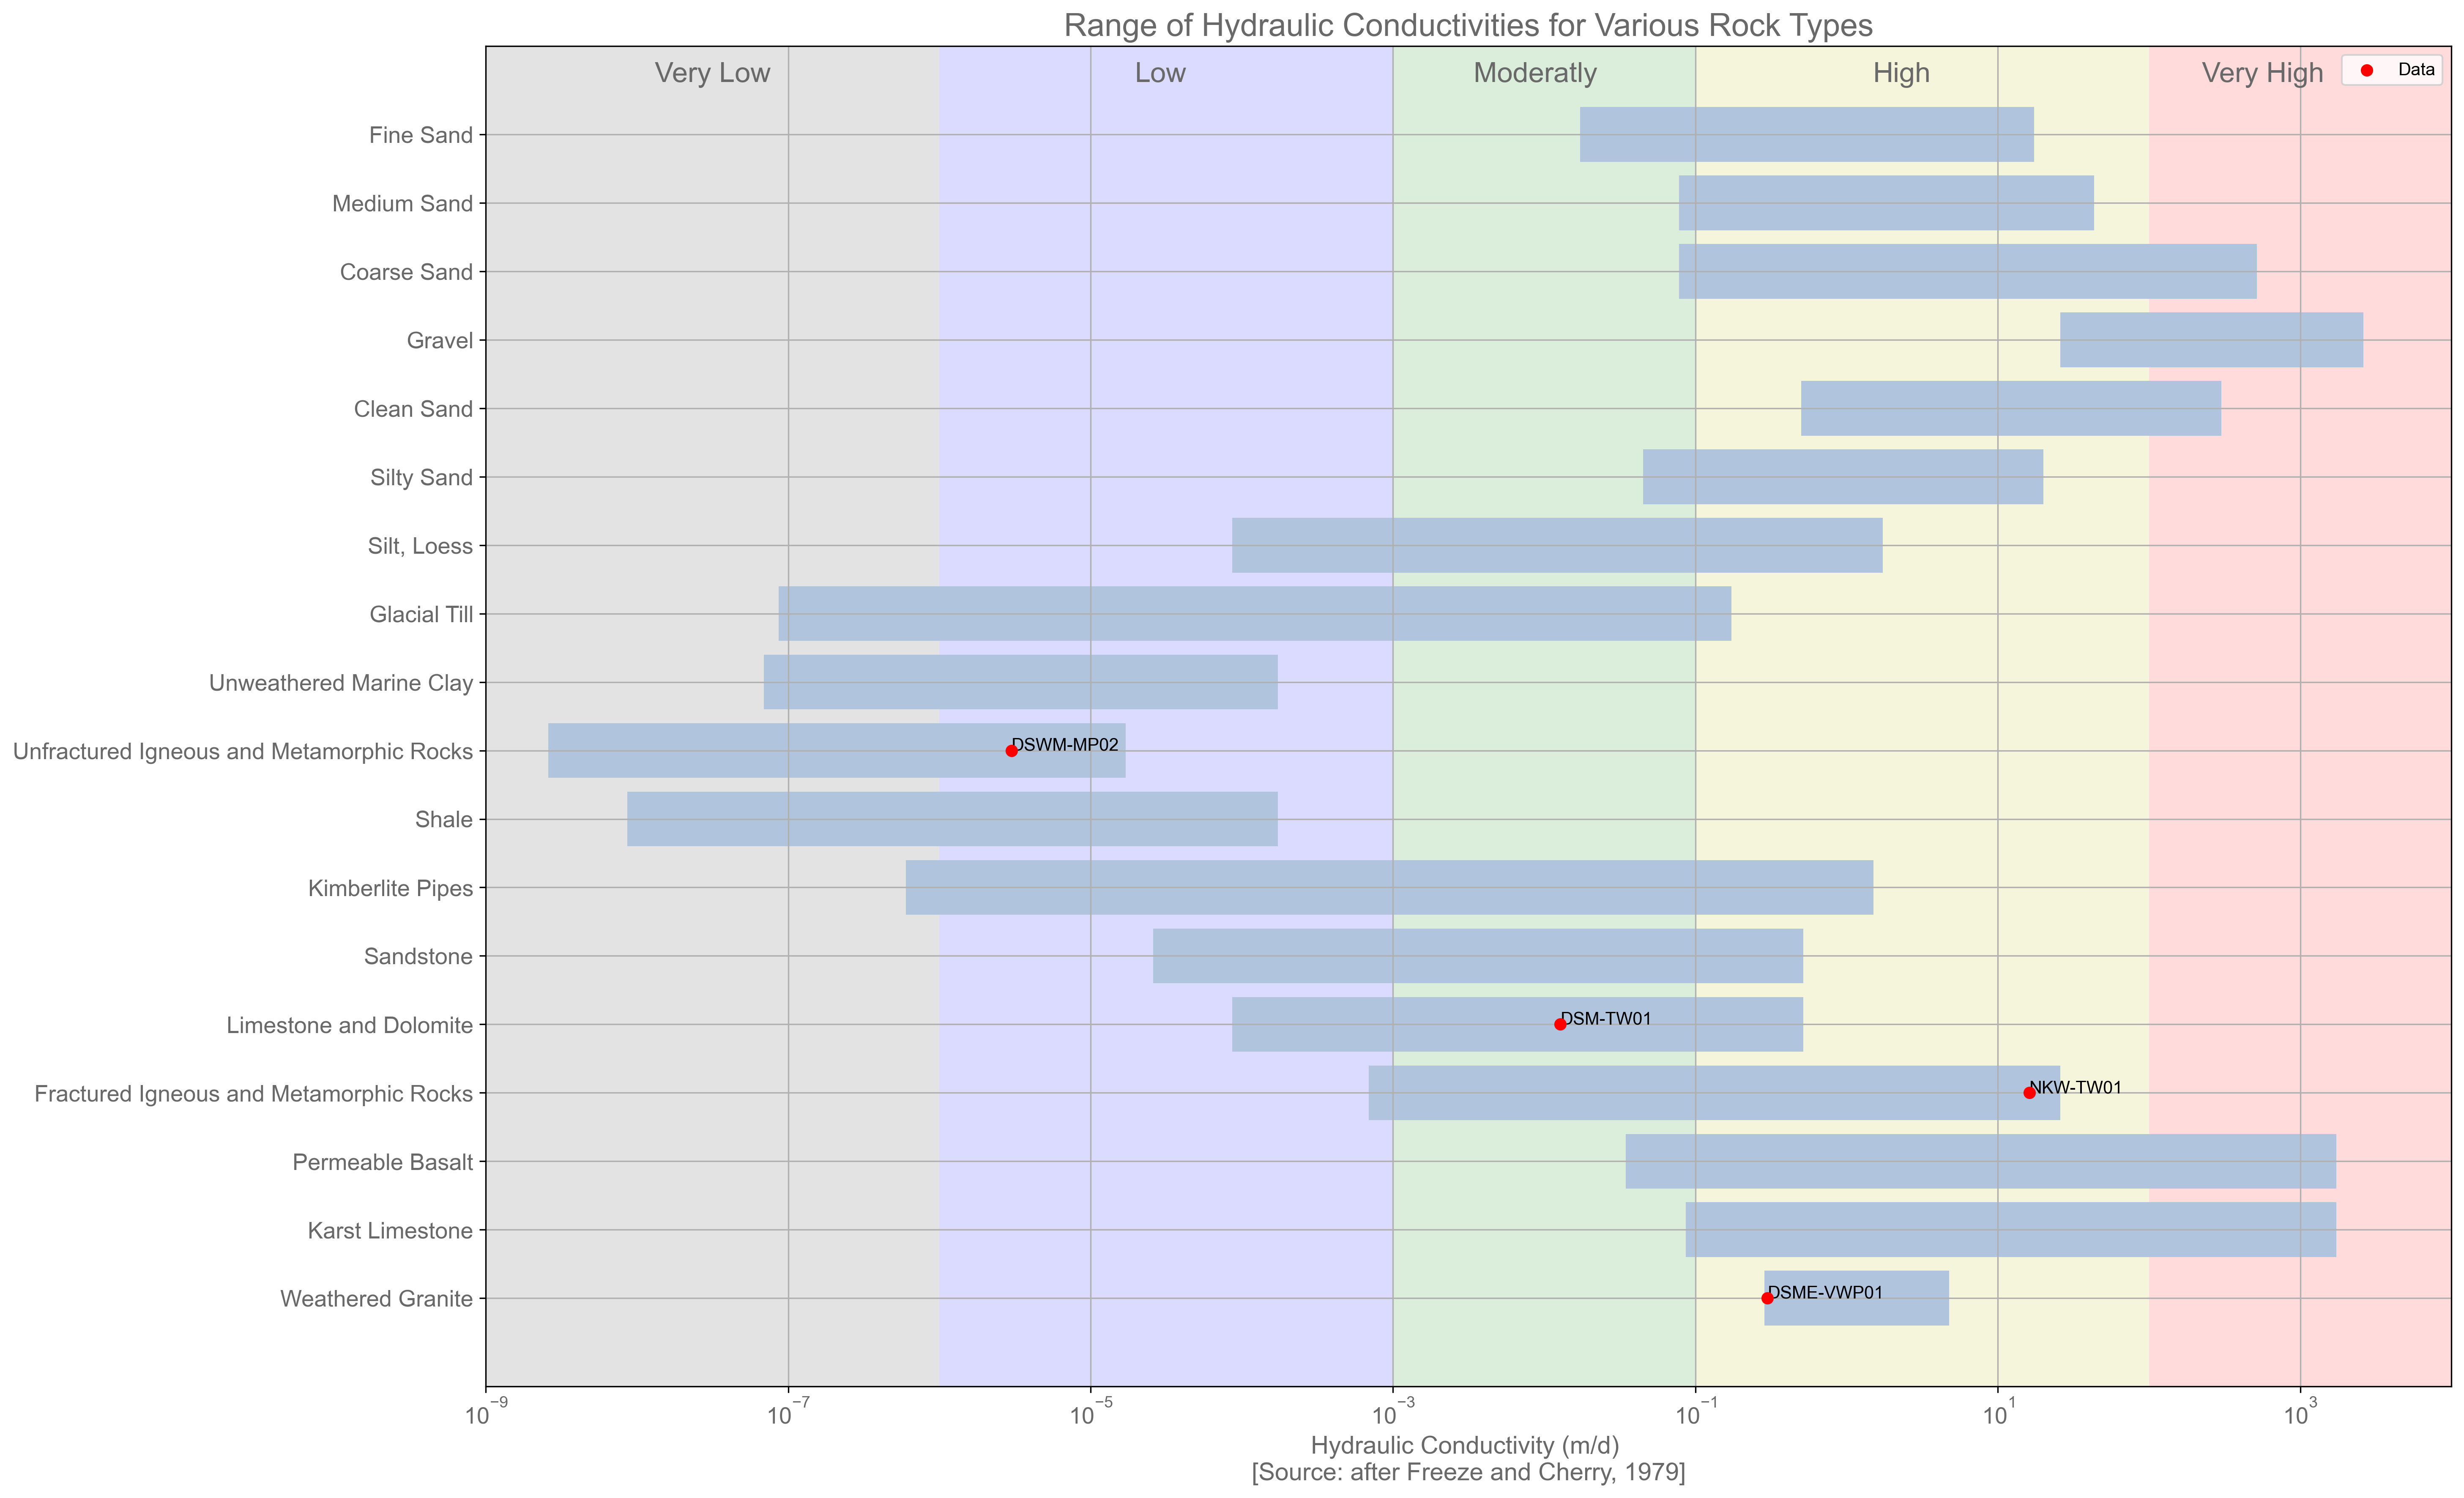 Range of Hydraulic Conductivities for Various Rock Types
Very Low
Low
Moderatly
High
Very High
Data
Fine Sand
Medium Sand
Coarse Sand
Gravel
Clean Sand
Silty Sand
Silt, Loess
Glacial Till
Unweathered Marine Clay
Unfractured Igneous and Metamorphic Rocks
DSWM-MP02
Shale
Kimberlite Pipes
Sandstone
Limestone and Dolomite
DSM-TW01
Fractured Igneous and Metamorphic Rocks
NKW-TW01
Permeable Basalt
Karst Limestone
Weathered Granite
DSME-VWP01
10⁻⁹
10⁻⁷
10⁻⁵
10⁻³
10⁻¹
10¹
10³
Hydraulic Conductivity (m/d)
[Source: after Freeze and Cherry, 1979]